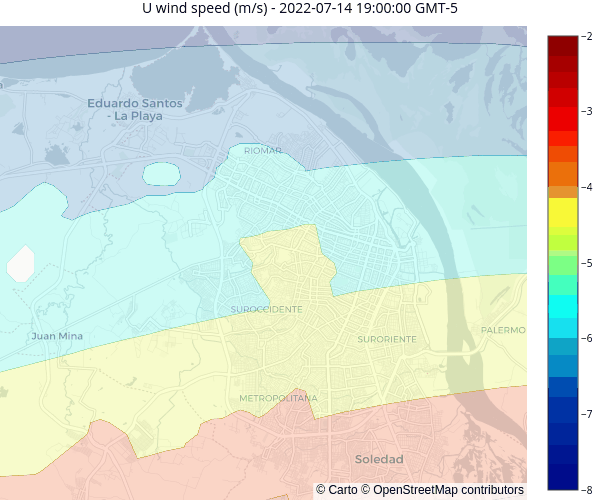 U wind speed (m/s) - 2022-07-14 19:00:00 GMT-5
Eduardo Santos
- La Playa
RIOMAR
SUROCCIDENTE
Juan Mina
SURORIENTE
PALERMO
METROPOLITANA
Soledad
© Carto © OpenStreetMap contributors
−2
−3
−4
−5
−6
−7
−8